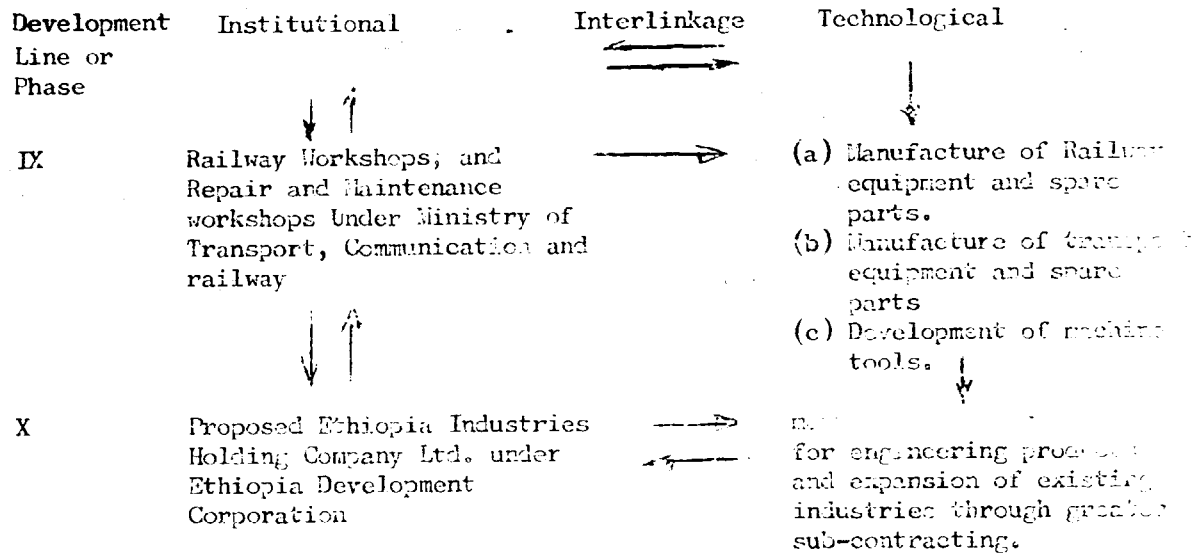 Development Institutional Interlinkage Technological
Line or
Phase
IX Railway Workshops, and (a) Manufacture of Railway
Repair and Maintenance equipment and spare
workshops Under Ministry of parts.
Transport, Communication and (b) Manufacture of transport
railway equipment and spare
parts
(c) Development of machine
tools.
X Proposed Ethiopia Industries
Holding Company Ltd. under for engineering
Ethiopia Development and expansion of existing
Corporation industries through greater
sub-contracting.